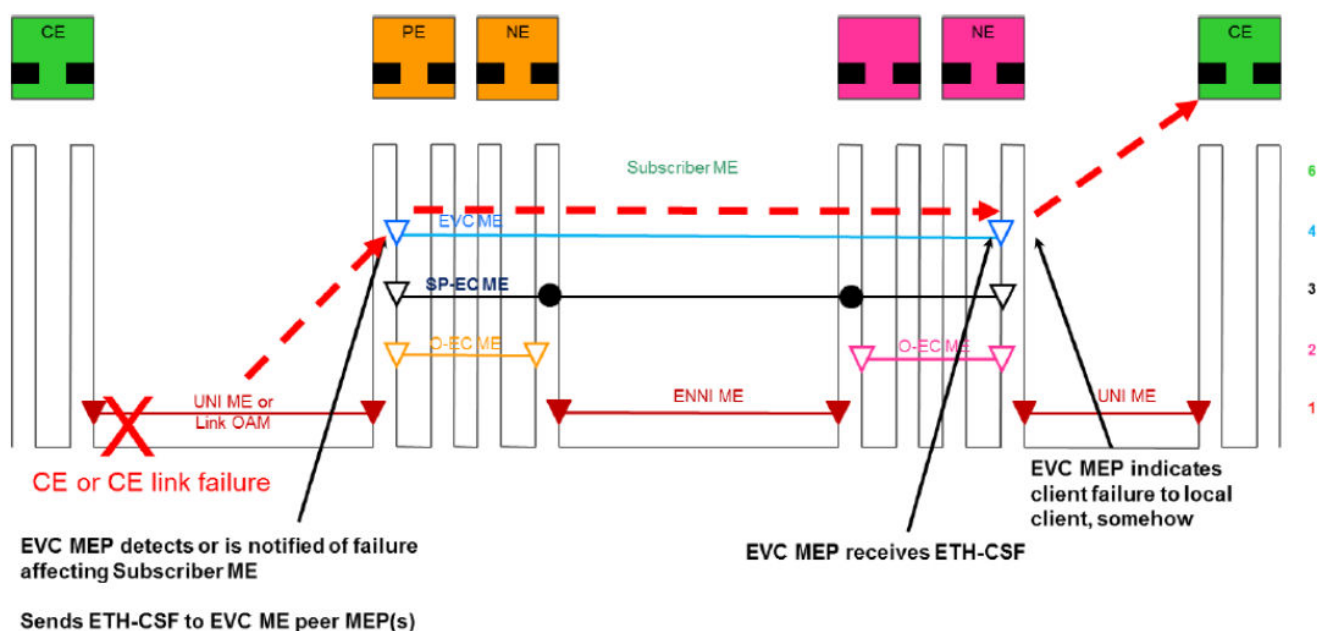 CE
PE
NE
NE
CE
Subscriber ME
6
EVC ME
4
SP-EC ME
3
O-EC ME
O-EC ME
2
UNI ME or
Link OAM
ENNI ME
UNI ME
1
CE or CE link failure
EVC MEP detects or is notified of failure
affecting Subscriber ME
Sends ETH-CSF to EVC ME peer MEP(s)
EVC MEP receives ETH-CSF
EVC MEP indicates
client failure to local
client, somehow